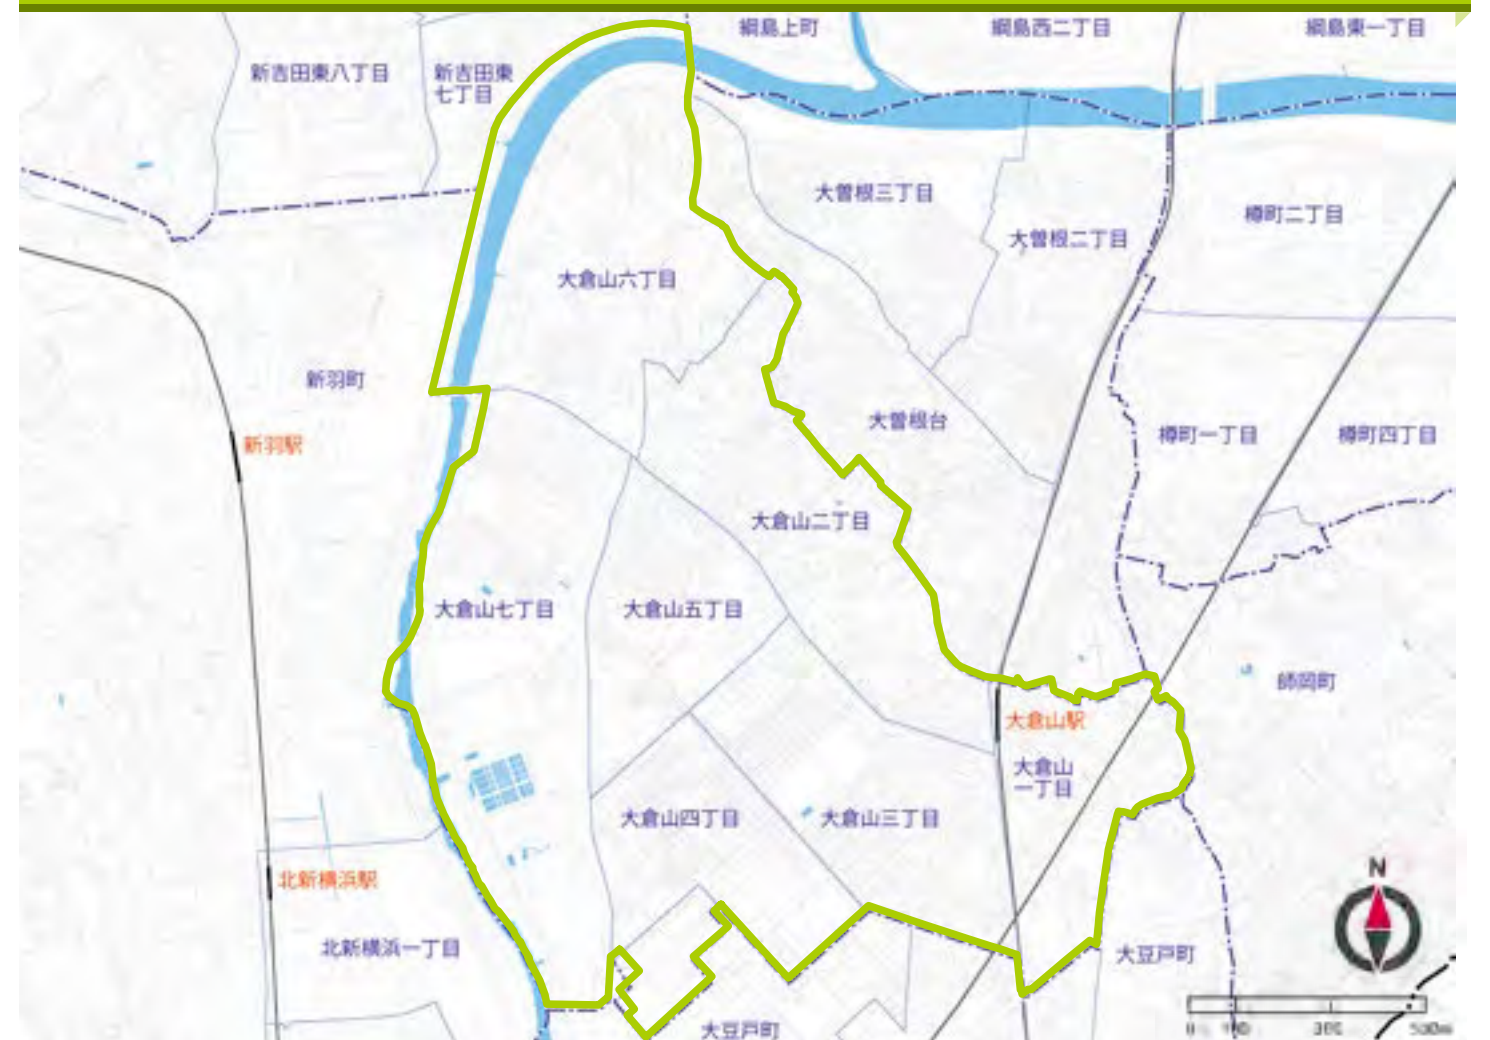 綱島上町
綱島西二丁目
綱島東一丁目
新吉田東八丁目
新吉田東
七丁目
大曽根三丁目
大曽根二丁目
樽町二丁目
大倉山六丁目
新羽町
新羽駅
大曽根台
樽町一丁目
樽町四丁目
大倉山二丁目
大倉山七丁目
大倉山五丁目
師岡町
大倉山駅
大倉山
一丁目
大倉山四丁目
大倉山三丁目
N
北新横浜駅
北新横浜一丁目
大豆戸町
大豆戸町